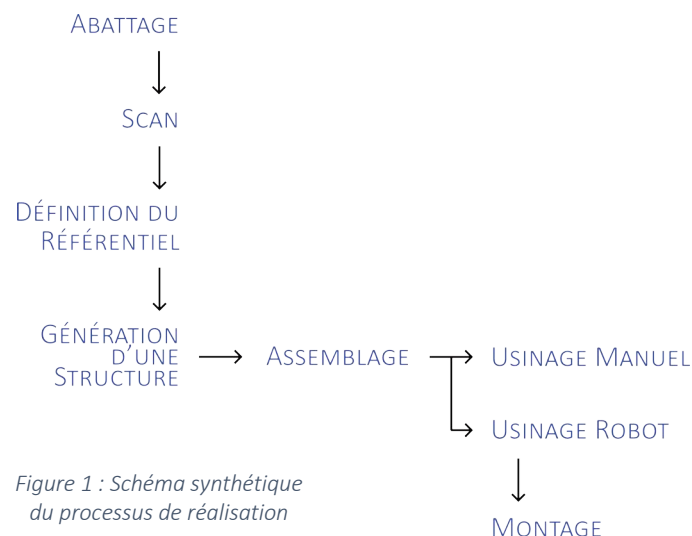 ABATTAGE
SCAN
DÉFINITION DU
RÉFÉRENTIEL
GÉNÉRATION
D'UNE
STRUCTURE
ASSEMBLAGE
USINAGE MANUEL
USINAGE ROBOT
MONTAGE
Figure 1 : Schéma synthétique
du processus de réalisation